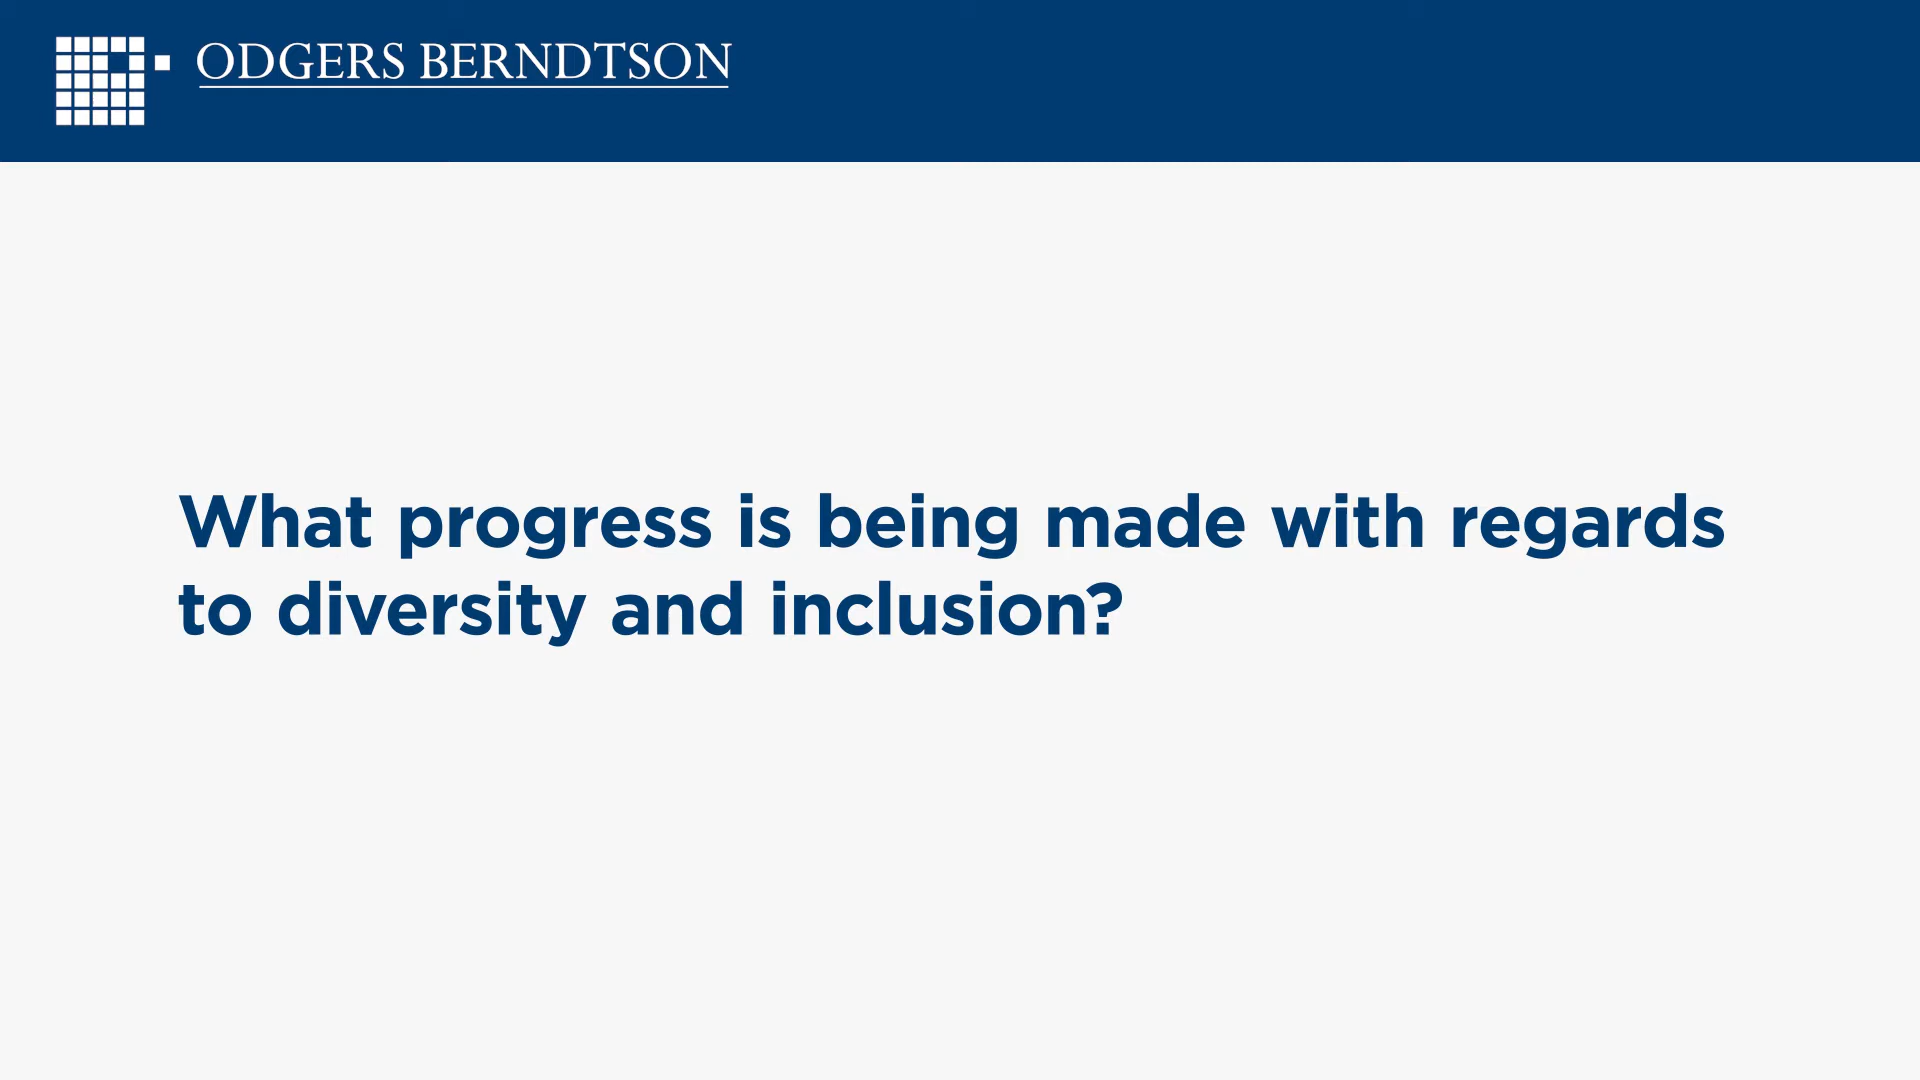 ODGERS BERNDTSON
What progress is being made with regards
to diversity and inclusion?